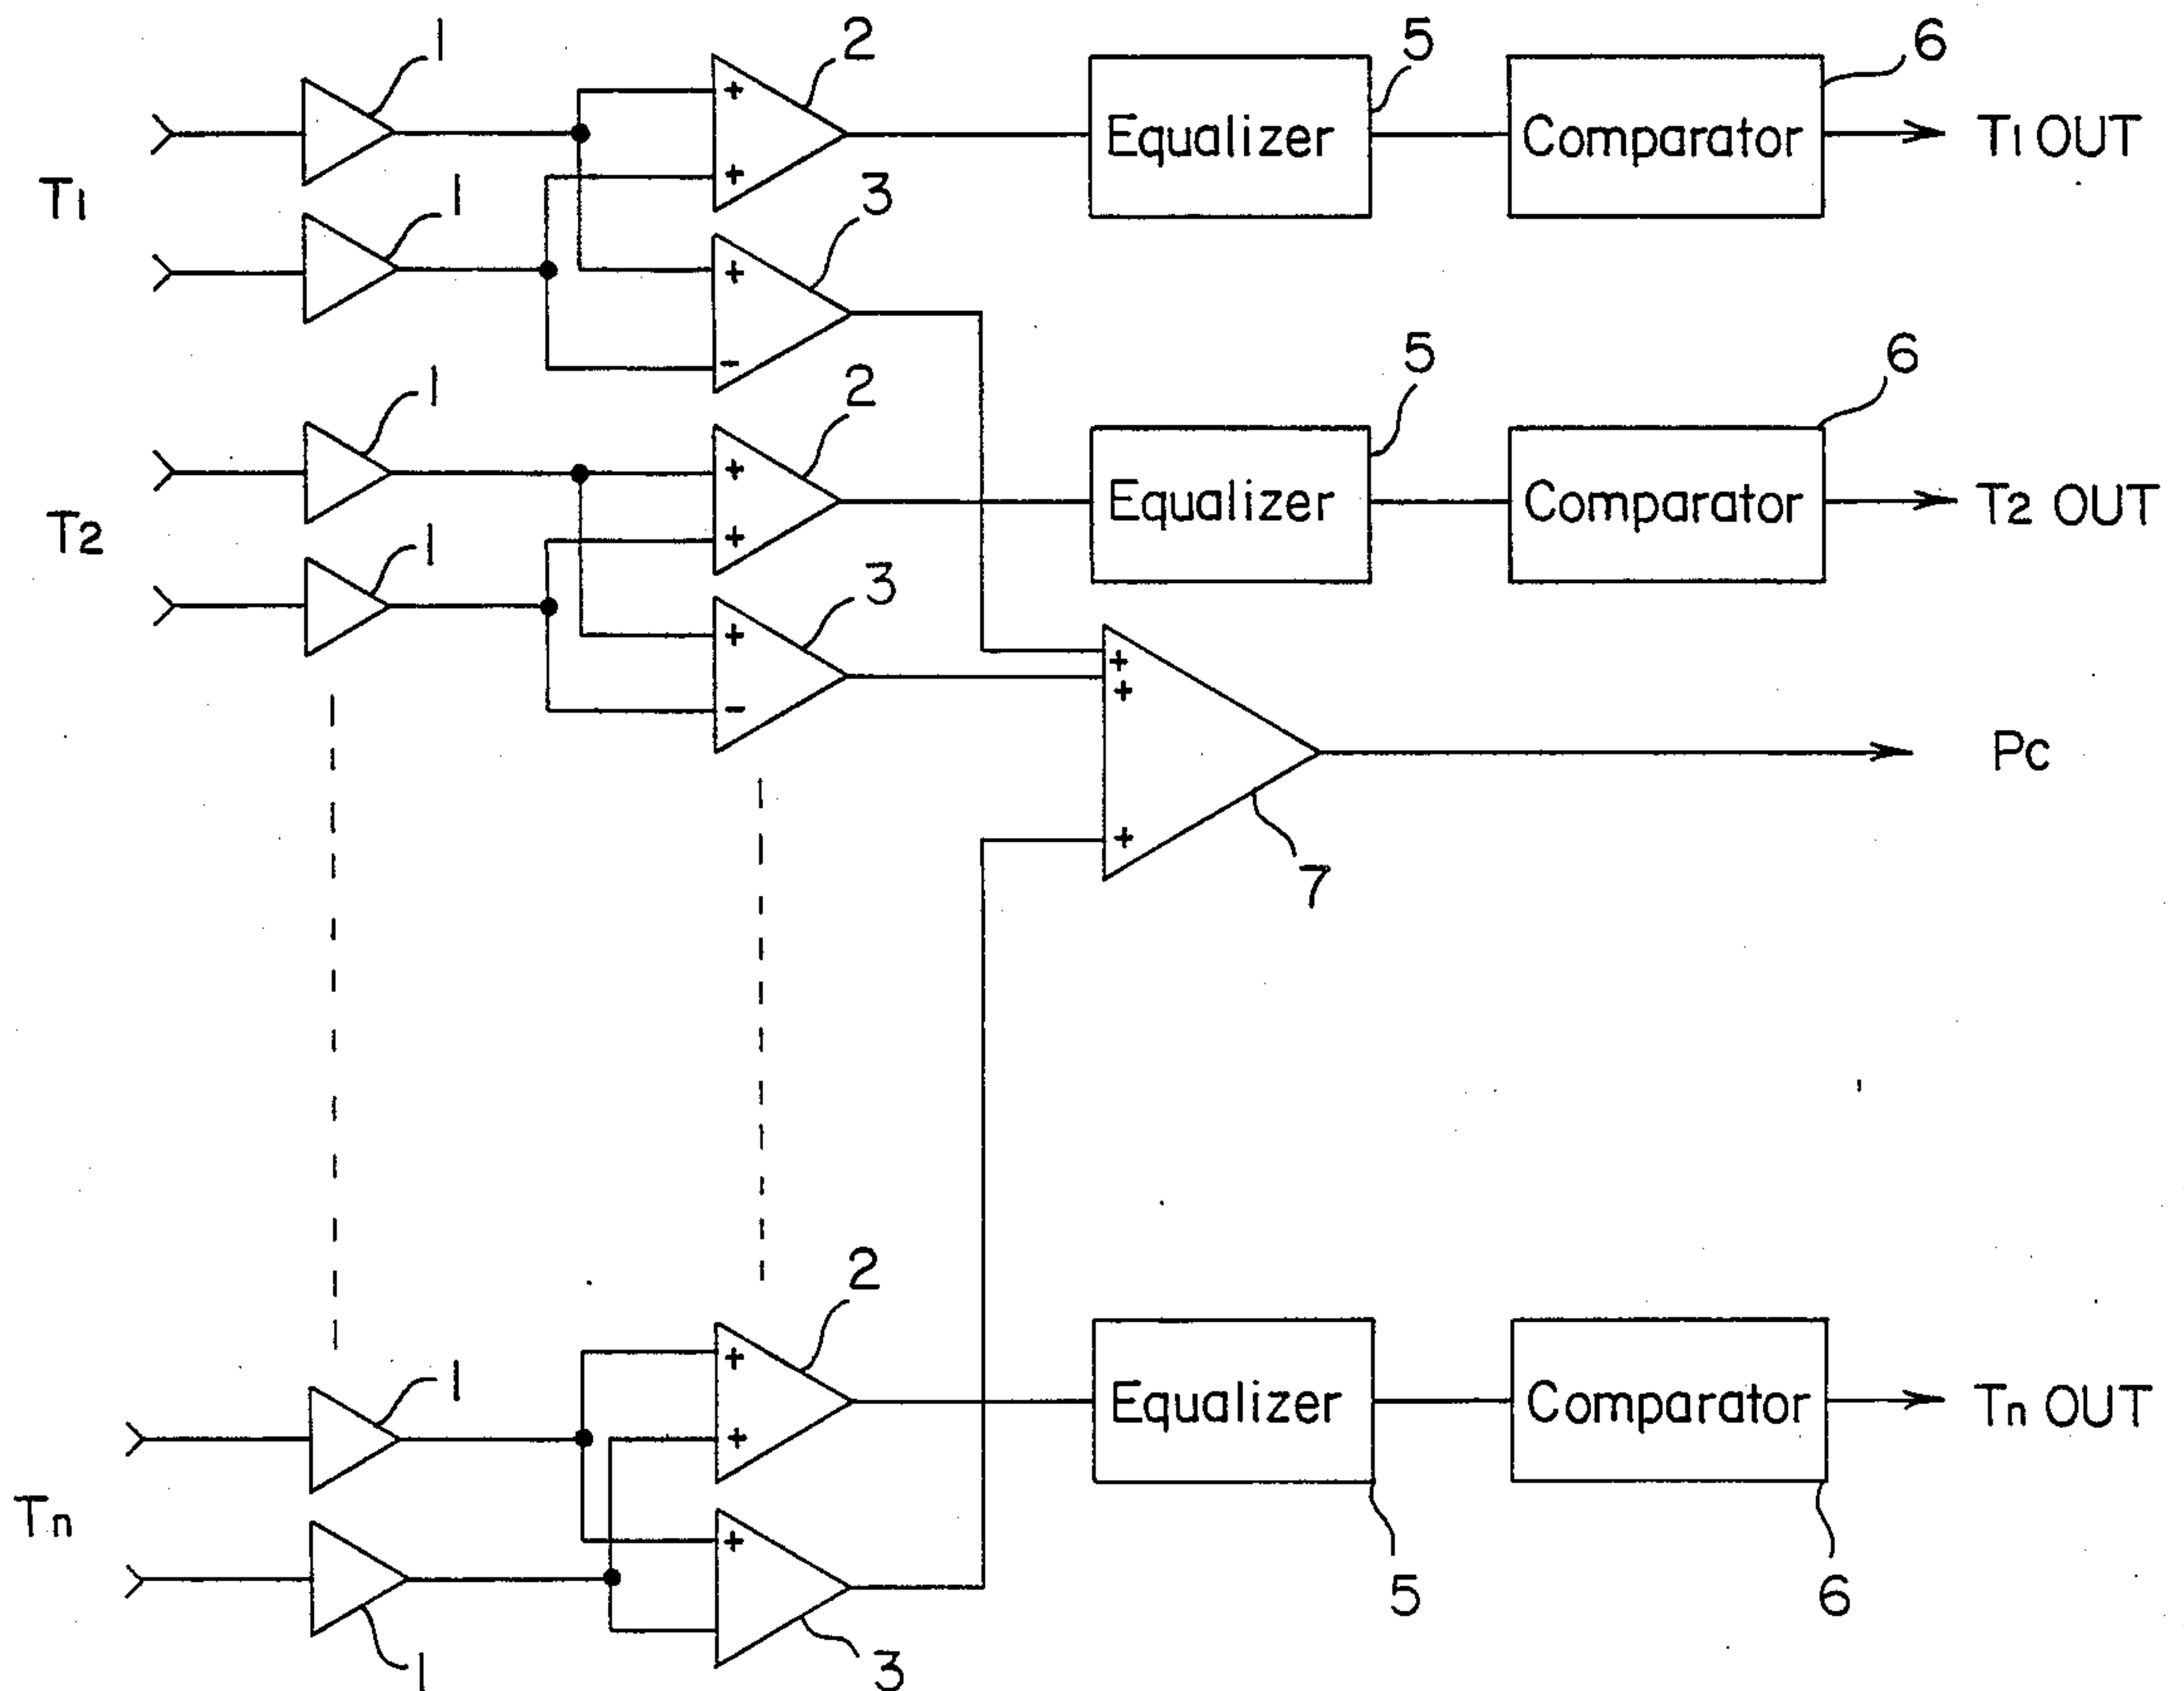 1 2 5 6
+
Equalizer Comparator T1 OUT
+
T1 1 3
+
-
1 2 5 6
+
Equalizer Comparator T2 OUT
T2 1 +
3
+
+
+
-
Pc
+
7
2
1 +
Equalizer Comparator Tn OUT
+
Tn
+
5 6
1 3